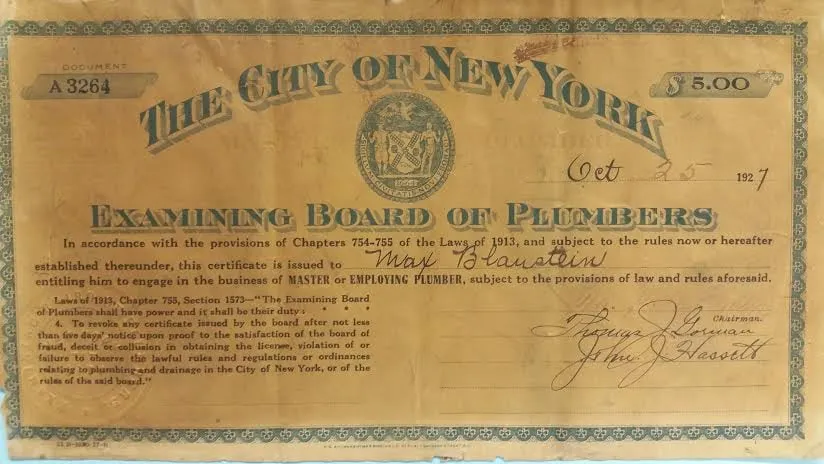 DOCUMENT
A 3264
THE CITY OF NEW YORK
$ 5.00
Oct 25 1927
EXAMINING BOARD OF PLUMBERS
In accordance with the provisions of Chapters 754-755 of the Laws of 1913, and subject to the rules now or hereafter
established thereunder, this certificate is issued to Max Blaustein
entitling him to engage in the business of MASTER or EMPLOYING PLUMBER, subject to the provisions of law and rules aforesaid.
Laws of 1913, Chapter 755, Section 1573—"The Examining Board
of Plumbers shall have power and it shall be their duty: * * *
4. To revoke any certificate issued by the board after not less
than five days' notice upon proof to the satisfaction of the board of
fraud, deceit or collusion in obtaining the license, violation of or
failure to observe the lawful rules and regulations or ordinances
relating to plumbing and drainage in the City of New York, or of the
rules of the said board."
Chairman.
Thomas J Gorman
John J Hassett